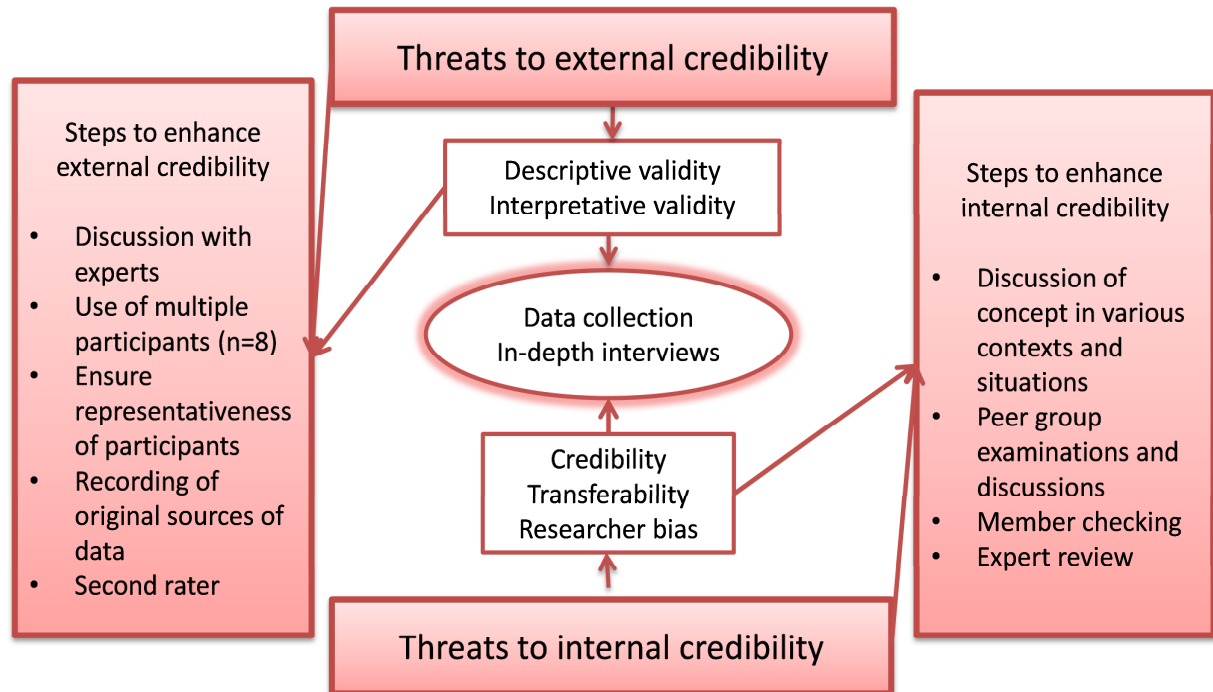 Threats to external credibility
Steps to enhance
external credibility
• Discussion with
experts
• Use of multiple
participants (n=8)
• Ensure
representativeness
of participants
• Recording of
original sources of
data
• Second rater
Descriptive validity
Interpretative validity
Data collection
In-depth interviews
Credibility
Transferability
Researcher bias
Steps to enhance
internal credibility
• Discussion of
concept in various
contexts and
situations
• Peer group
examinations and
discussions
• Member checking
• Expert review
Threats to internal credibility